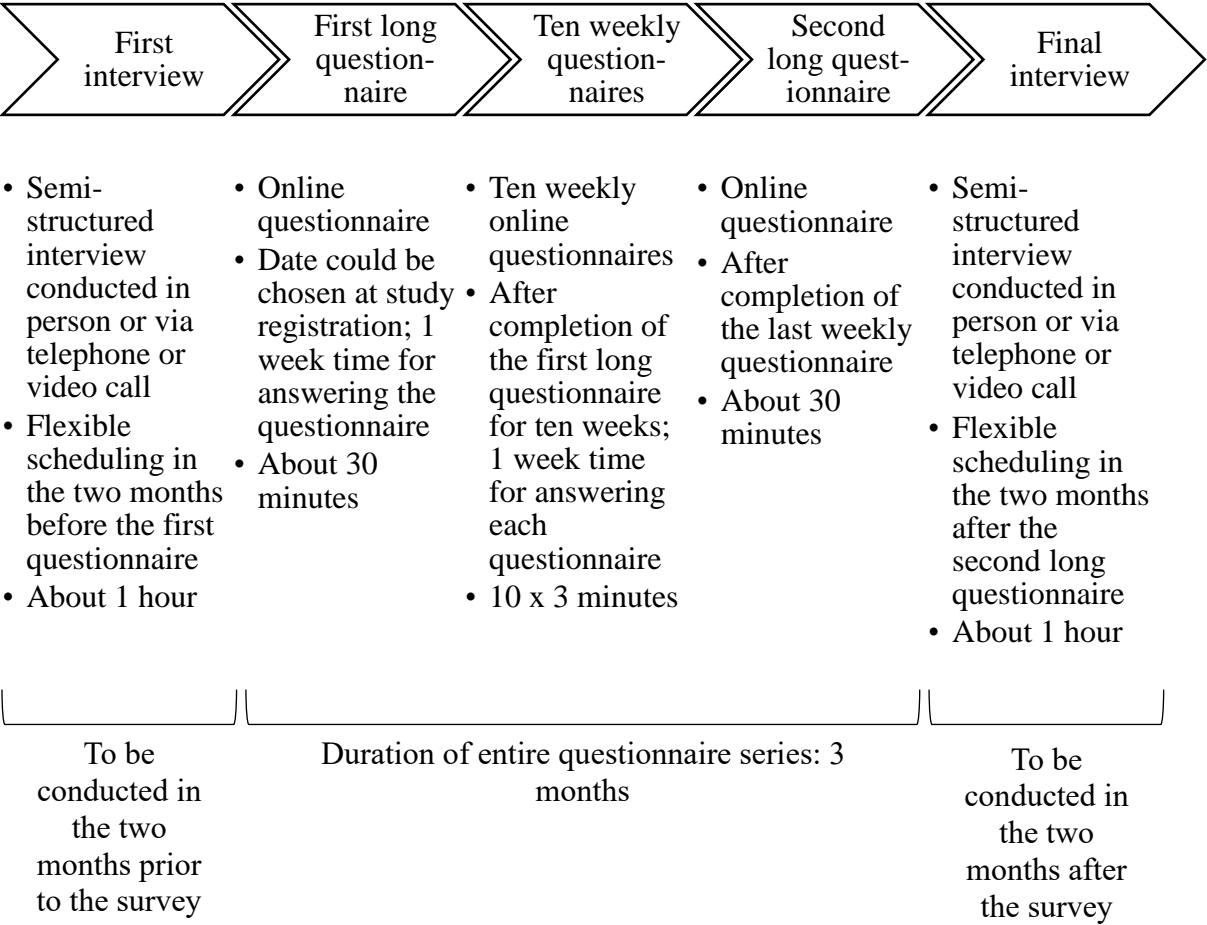 First
interview
First long
question-
naire
Ten weekly
question-
naires
Second
long quest-
ionnaire
Final
interview
• Semi-
structured
interview
conducted in
person or via
telephone or
video call
• Flexible
scheduling in
the two months
before the first
questionnaire
• About 1 hour
• Online
questionnaire
• Date could be
chosen at study
registration; 1
week time for
answering the
questionnaire
• About 30
minutes
• Ten weekly
online
questionnaires
• After
completion of
the first long
questionnaire
for ten weeks;
1 week time
for answering
each
questionnaire
• 10 x 3 minutes
• Online
questionnaire
• After
completion of
the last weekly
questionnaire
• About 30
minutes
• Semi-
structured
interview
conducted in
person or via
telephone or
video call
• Flexible
scheduling in
the two months
after the
second long
questionnaire
• About 1 hour
To be
conducted in
the two
months prior
to the survey
Duration of entire questionnaire series: 3
months
To be
conducted in
the two
months after
the survey